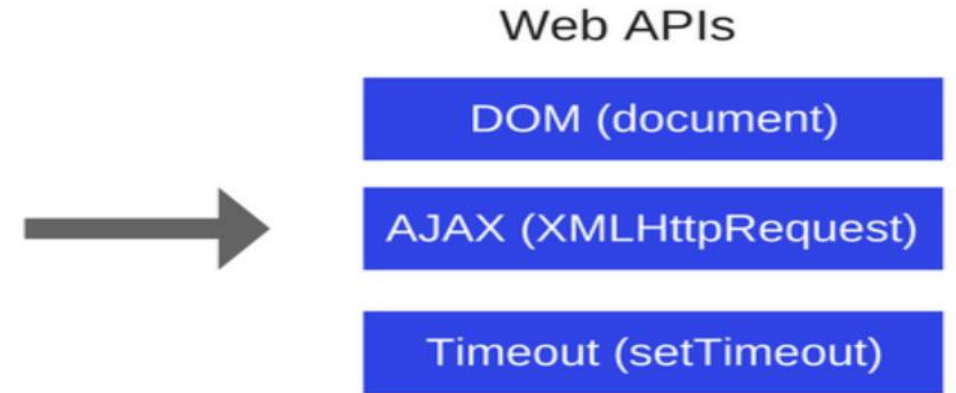 Web APIs
DOM (document)
AJAX (XMLHttpRequest)
Timeout (setTimeout)